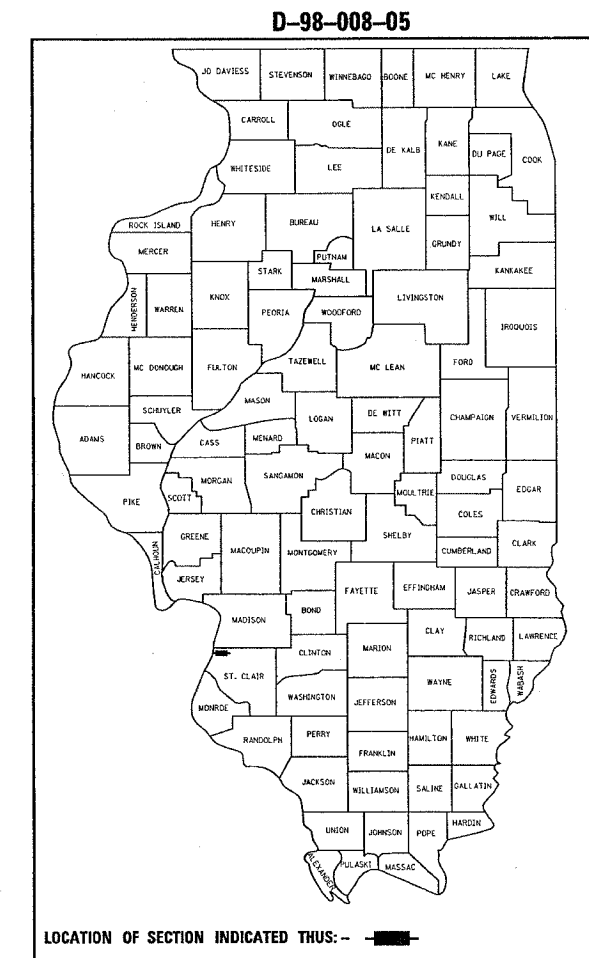 D-98-008-05
JO DAVIESS STEVENSON WINNEBAGO BOONE MC HENRY LAKE
CARROLL OGLE DE KALB KANE DU PAGE COOK
WHITESIDE LEE KENDALL WILL
ROCK ISLAND HENRY BUREAU LA SALLE GRUNDY
MERCER STARK PUTNAM MARSHALL KANKAKEE
HENDERSON WARREN KNOX PEORIA WOODFORD LIVINGSTON IROQUOIS
HANCOCK MC DONOUGH FULTON TAZEWELL MC LEAN FORD
SCHUYLER MASON LOGAN DE WITT CHAMPAIGN VERMILION
ADAMS BROWN CASS MENARD MACON PIATT
PIKE SCOTT MORGAN SANGAMON MOULTRIE DOUGLAS EDGAR
CHRISTIAN SHELBY COLES
CALHOUN GREENE MACOUPIN MONTGOMERY CUMBERLAND CLARK
JERSEY FAYETTE EFFINGHAM JASPER CRAWFORD
MADISON BOND CLAY RICHLAND LAWRENCE
CLINTON MARION
ST. CLAIR WAYNE EDWARDS WABASH
MONROE WASHINGTON JEFFERSON
RANDOLPH PERRY HAMILTON WHITE
FRANKLIN
JACKSON WILLIAMSON SALINE GALLATIN
UNION JOHNSON POPE HARDIN
ALEXANDER PULASKI MASSAC
LOCATION OF SECTION INDICATED THUS: -